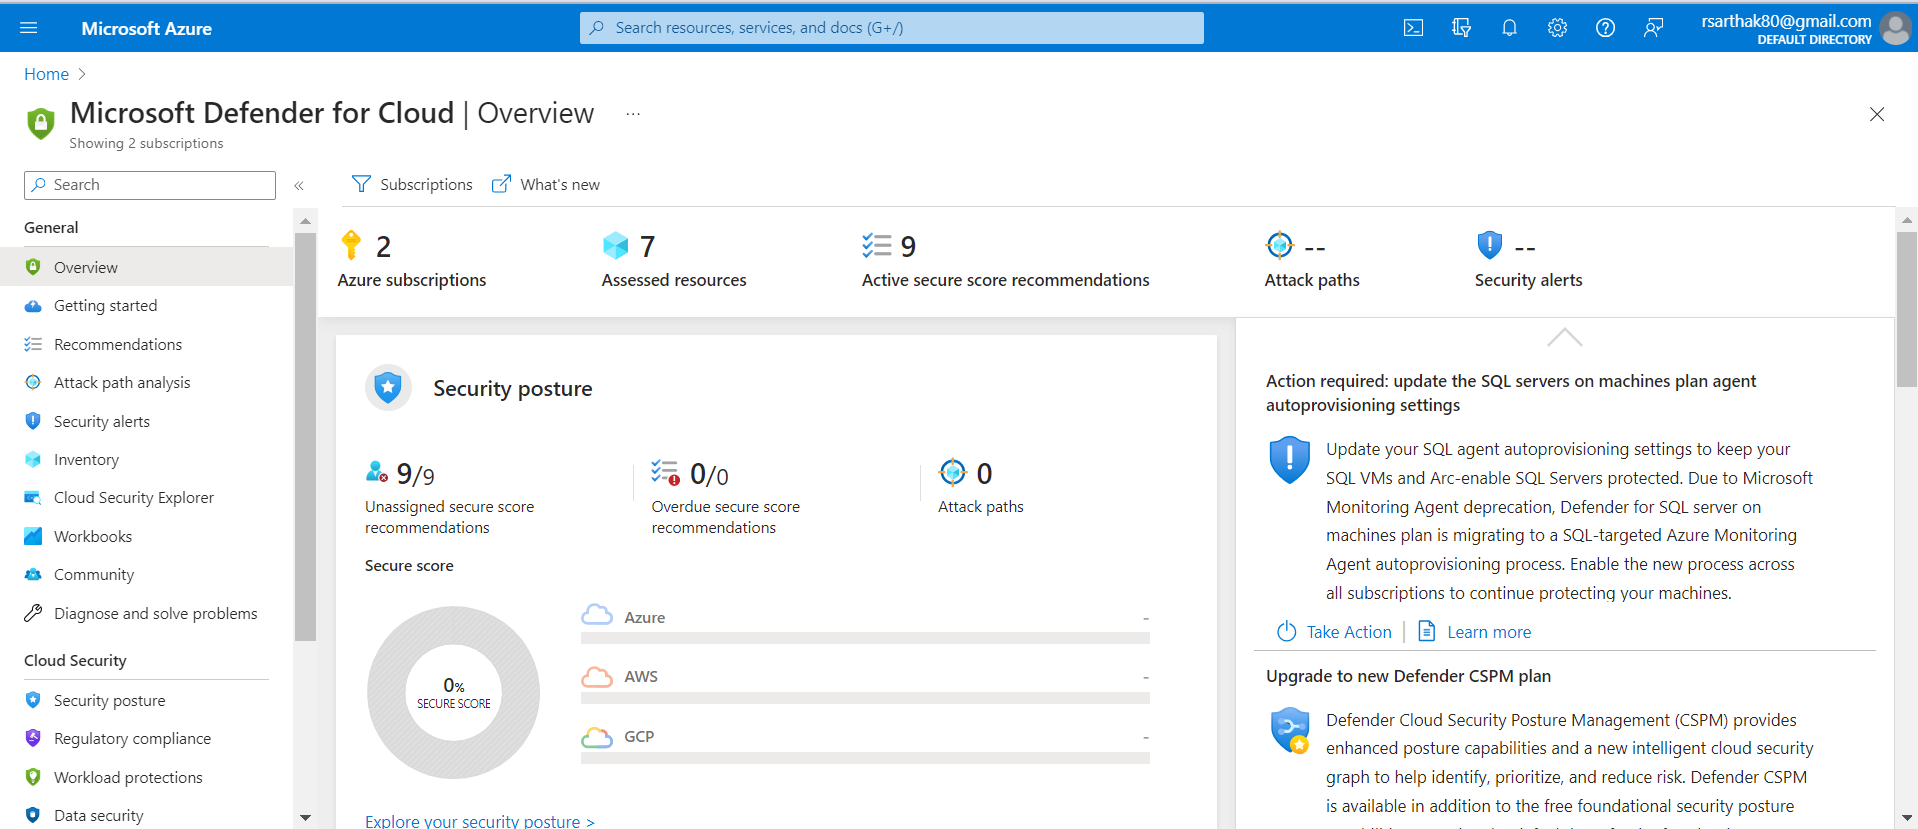 Microsoft Azure
Search resources, services, and docs (G+/)
rsarthak80@gmail.com
DEFAULT DIRECTORY
Home >
Microsoft Defender for Cloud | Overview ...
Showing 2 subscriptions
Search
«
Subscriptions
What's new
General
Overview
Getting started
Recommendations
Attack path analysis
Security alerts
Inventory
Cloud Security Explorer
Workbooks
Community
Diagnose and solve problems
Cloud Security
Security posture
Regulatory compliance
Workload protections
Data security
2
Azure subscriptions
7
Assessed resources
9
Active secure score recommendations
--
Attack paths
--
Security alerts
Security posture
9/9
Unassigned secure score
recommendations
0/0
Overdue secure score
recommendations
0
Attack paths
Secure score
0%
SECURE SCORE
Azure -
AWS -
GCP -
Explore your security posture >
Action required: update the SQL servers on machines plan agent
autoprovisioning settings
Update your SQL agent autoprovisioning settings to keep your
SQL VMs and Arc-enable SQL Servers protected. Due to Microsoft
Monitoring Agent deprecation, Defender for SQL server on
machines plan is migrating to a SQL-targeted Azure Monitoring
Agent autoprovisioning process. Enable the new process across
all subscriptions to continue protecting your machines.
Take Action | Learn more
Upgrade to new Defender CSPM plan
Defender Cloud Security Posture Management (CSPM) provides
enhanced posture capabilities and a new intelligent cloud security
graph to help identify, prioritize, and reduce risk. Defender CSPM
is available in addition to the free foundational security posture